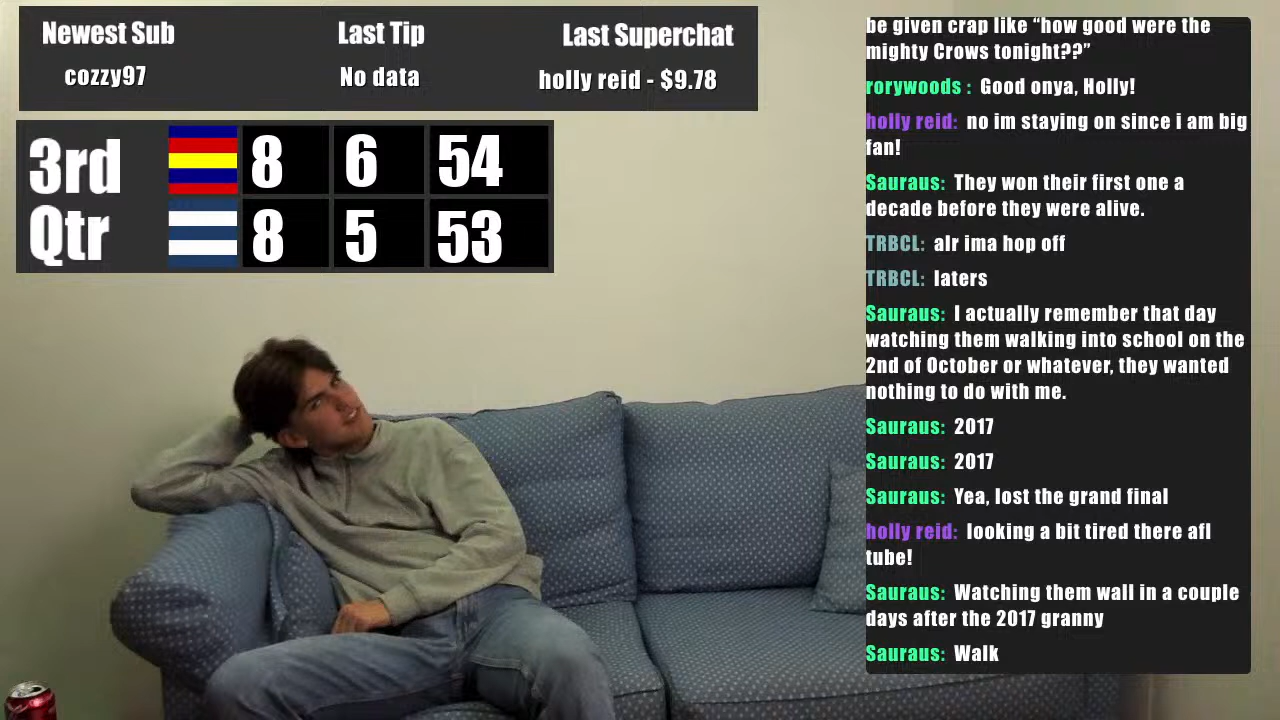 Newest Sub Last Tip Last Superchat
cozzy97 No data holly reid - $9.78
3rd 8 6 54
Qtr 8 5 53
be given crap like “how good were the
mighty Crows tonight??”
rorywoods : Good onya, Holly!
holly reid: no im staying on since i am big
fan!
Sauraus: They won their first one a
decade before they were alive.
TRBCL: alr ima hop off
TRBCL: laters
Sauraus: I actually remember that day
watching them walking into school on the
2nd of October or whatever, they wanted
nothing to do with me.
Sauraus: 2017
Sauraus: 2017
Sauraus: Yea, lost the grand final
holly reid: looking a bit tired there afl
tube!
Sauraus: Watching them wall in a couple
days after the 2017 granny
Sauraus: Walk